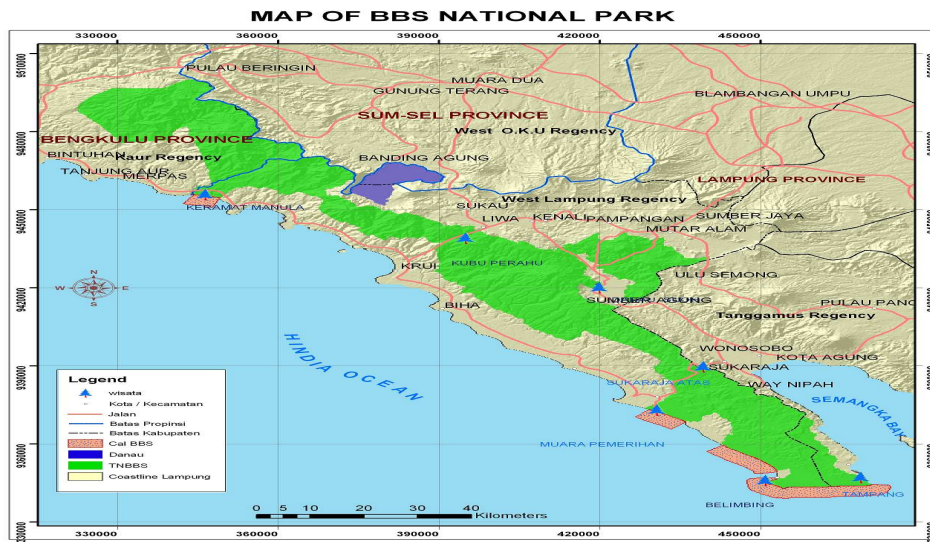 MAP OF BBS NATIONAL PARK
330000 360000 390000 420000 450000
PULAU BERINGIN
MUARA DUA
GUNUNG TERANG
BLAMBANGAN UMPU
SUM-SEL PROVINCE
West O.K.U Regency
BENGKULU PROVINCE
BINTUHAN
Kaur Regency
BANDING AGUNG
TANJUNG AUR
MERPAS
LAMPUNG PROVINCE
West Lampung Regency
KERAMAT MANULA
SUKAU
LIWA
KENALI
PAMPANGAN
SUMBER JAYA
MUTAR ALAM
KUBU PERAHU
KRUI
ULU SEMONG
N
W E
S
BIHA
SUMBER AGUNG
PULAU PANG
Tanggamus Regency
HINDIA OCEAN
WONOSOBO
KOTA AGUNG
SUKARAJA
SUKARAJA ATAS
WAY NIPAH
SEMANGKA BAY
MUARA PEMERIHAN
TAMPANG
BELIMBING
Legend
wisata
Kota / Kecamatan
Jalan
Batas Propinsi
Batas Kabupaten
Cal BBS
Danau
TNBBS
Coastline Lampung
0 5 10 20 30 40
Kilometers
9510000
9480000
9450000
9420000
9390000
9360000
330000 360000 390000 420000 450000